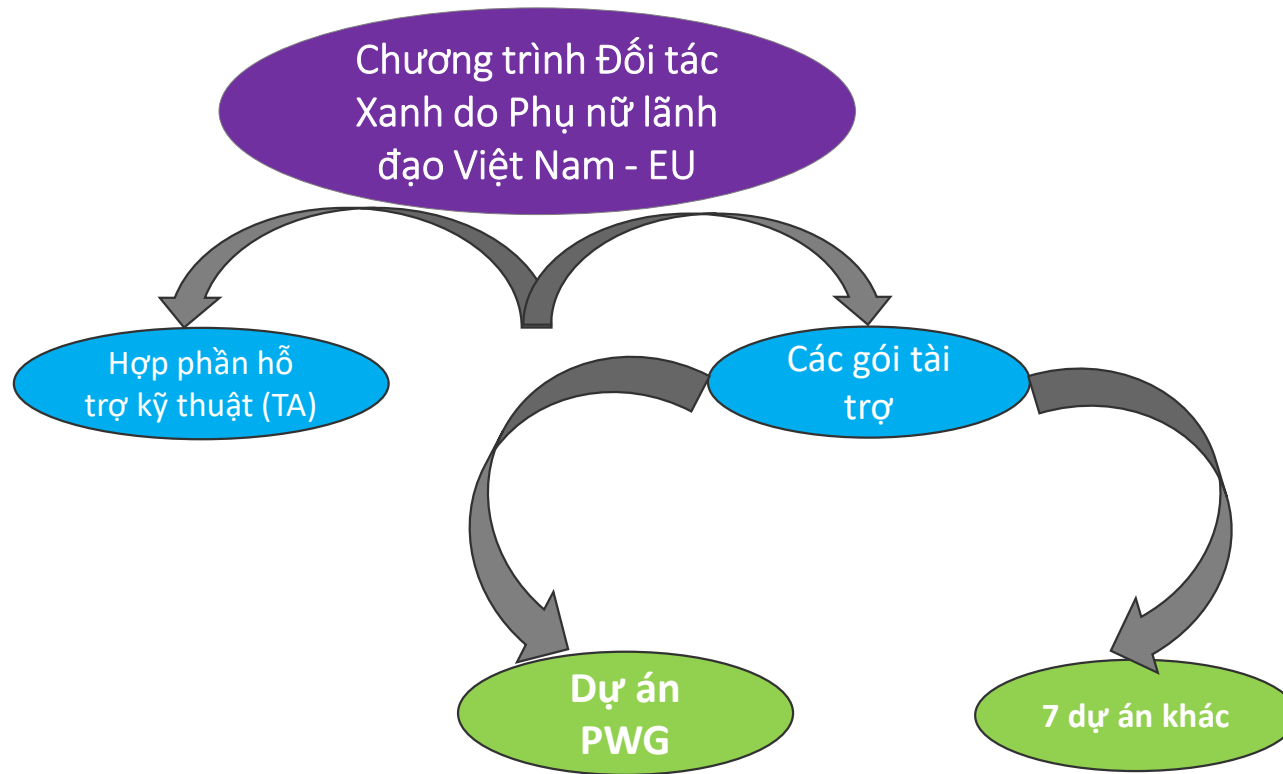 Chương trình Đối tác
Xanh do Phụ nữ lãnh
đạo Việt Nam - EU
Hợp phần hỗ
trợ kỹ thuật (TA)
Các gói tài
trợ
Dự án
PWG
7 dự án khác